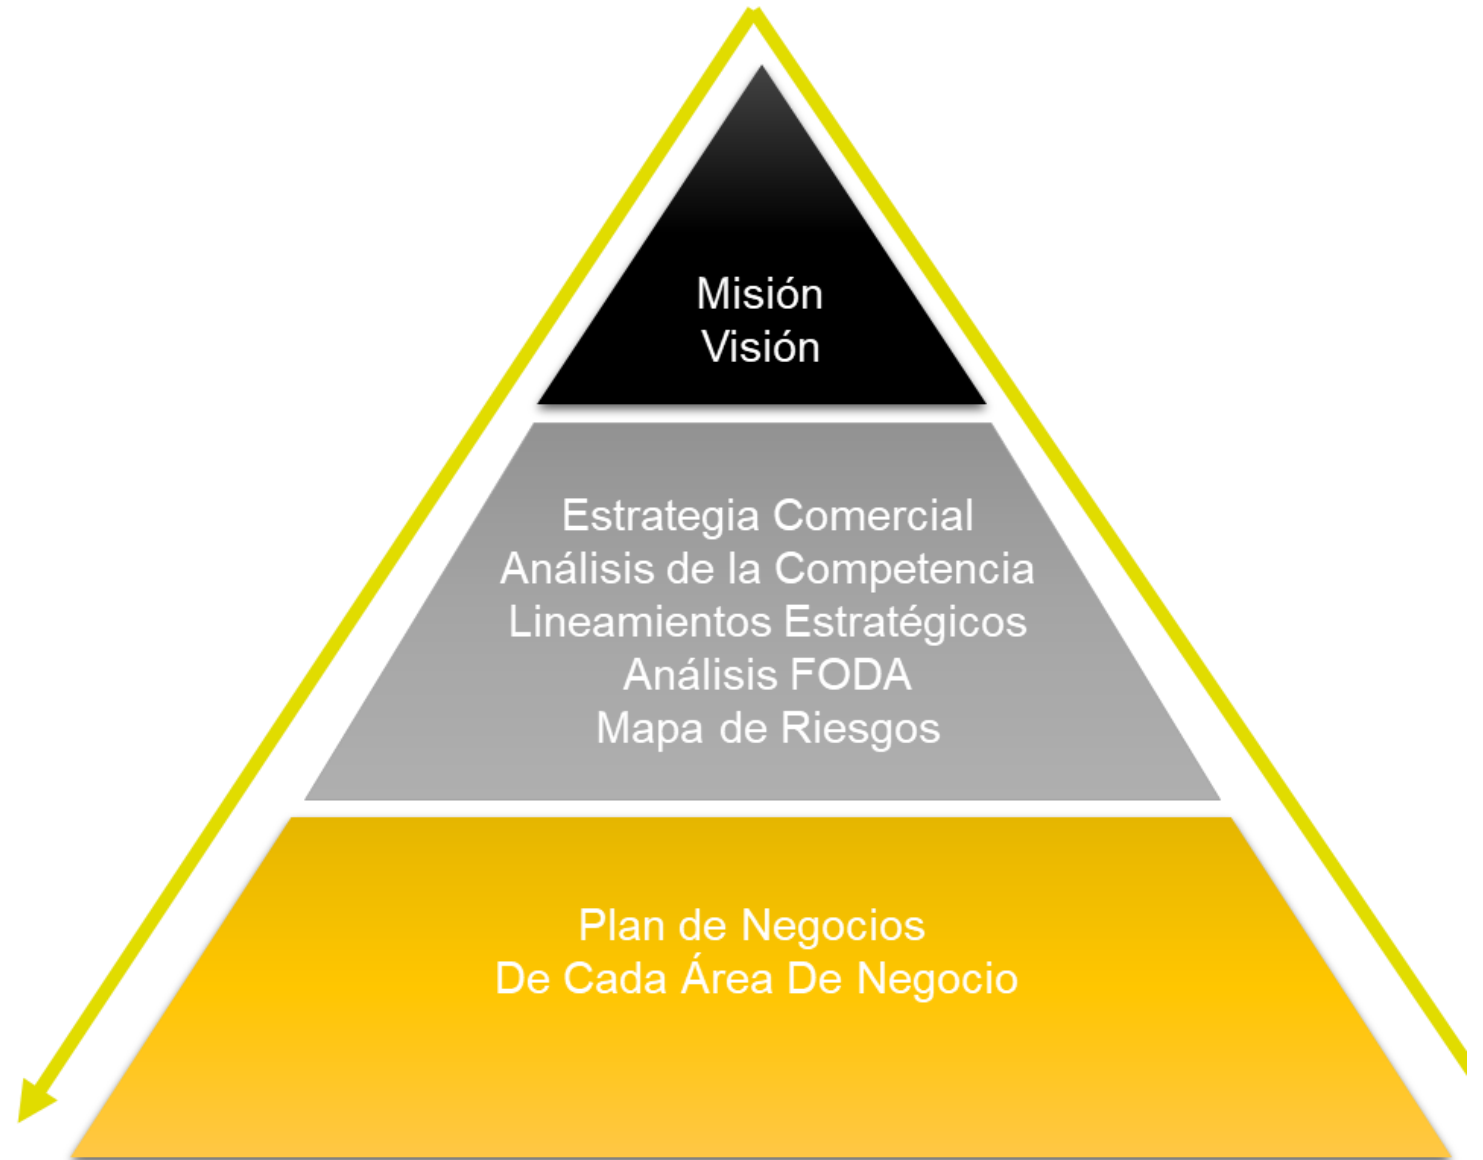 Misión
Visión
Estrategia Comercial
Análisis de la Competencia
Lineamientos Estratégicos
Análisis FODA
Mapa de Riesgos
Plan de Negocios
De Cada Área De Negocio